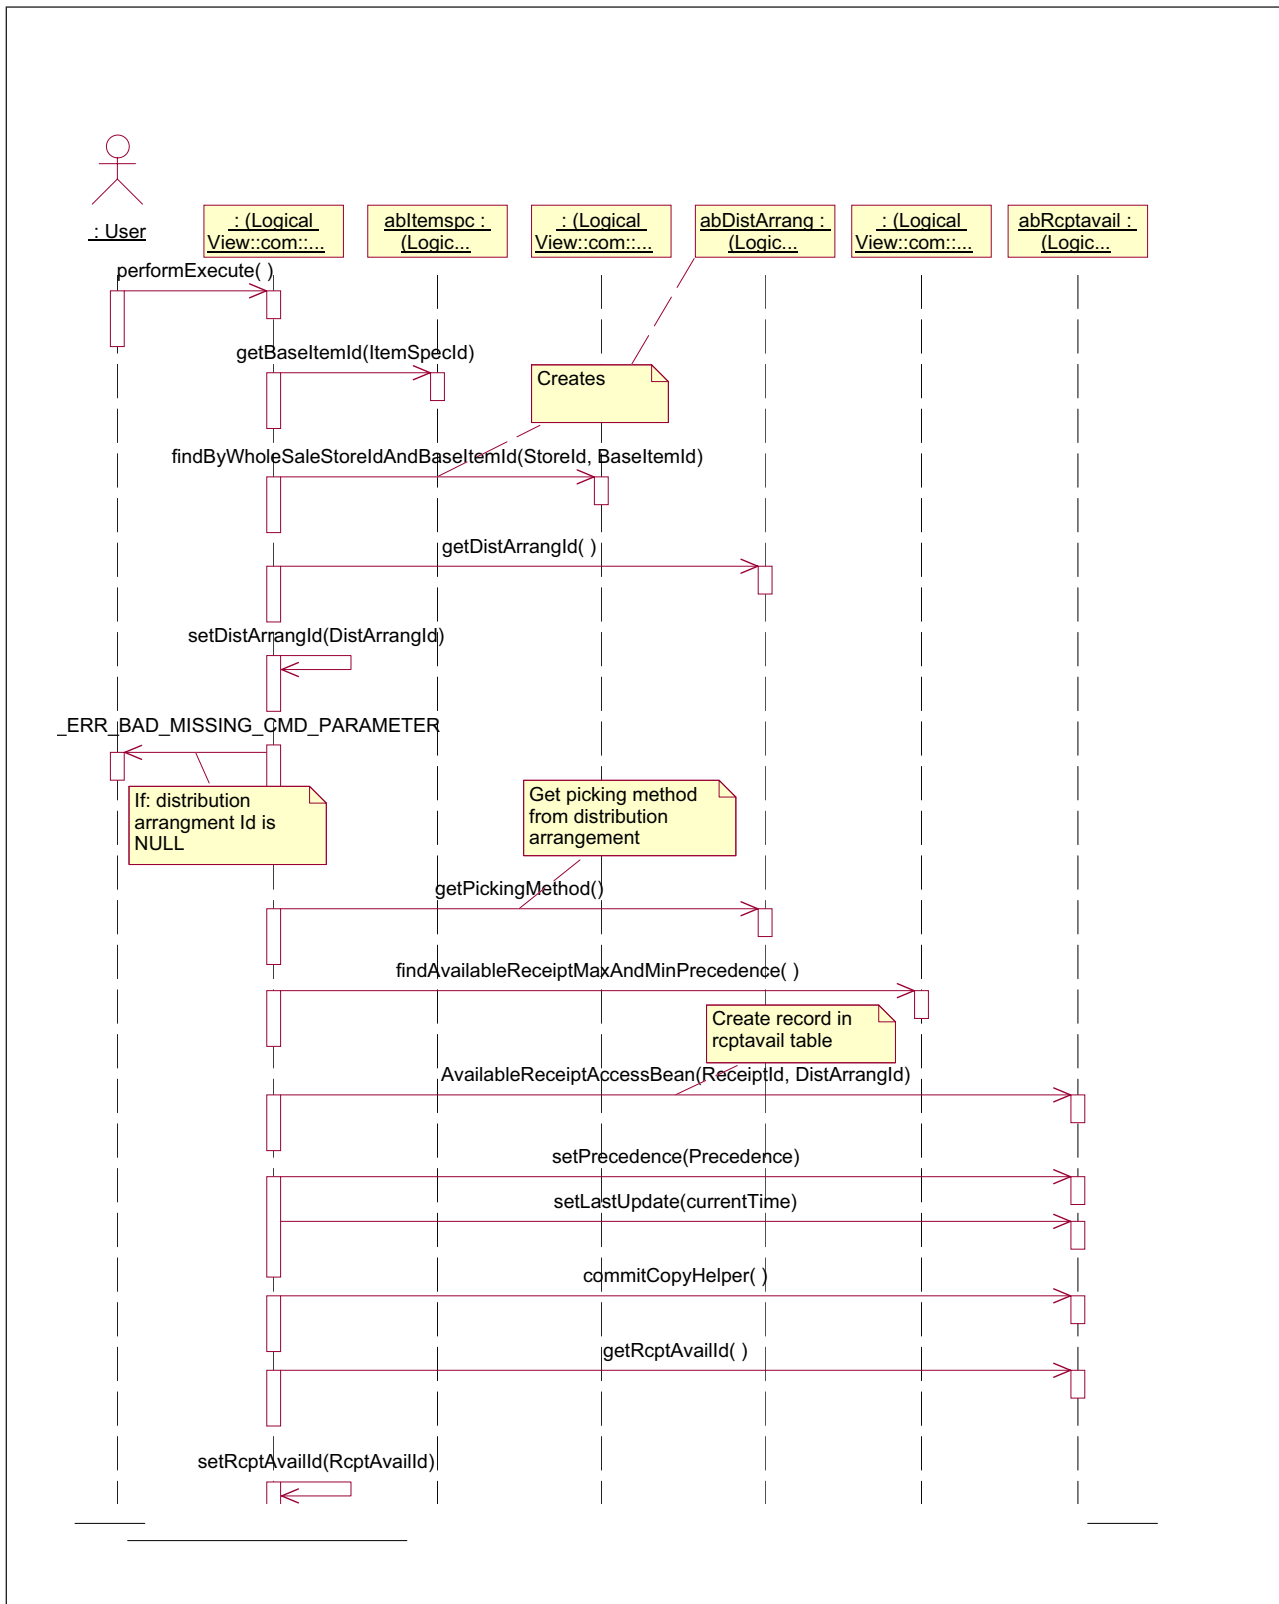 : User
: (Logical
View::com::...
abItemspc :
(Logic...
: (Logical
View::com::...
abDistArrang :
(Logic...
: (Logical
View::com::...
abRcptavail :
(Logic...
performExecute( )
getBaseItemId(ItemSpecId)
Creates
findByWholeSaleStoreIdAndBaseItemId(StoreId, BaseItemId)
getDistArrangId( )
setDistArrangId(DistArrangId)
_ERR_BAD_MISSING_CMD_PARAMETER
If: distribution
arrangment Id is
NULL
Get picking method
from distribution
arrangement
getPickingMethod()
findAvailableReceiptMaxAndMinPrecedence( )
Create record in
rcptavail table
AvailableReceiptAccessBean(ReceiptId, DistArrangId)
setPrecedence(Precedence)
setLastUpdate(currentTime)
commitCopyHelper( )
getRcptAvailId( )
setRcptAvailId(RcptAvailId)